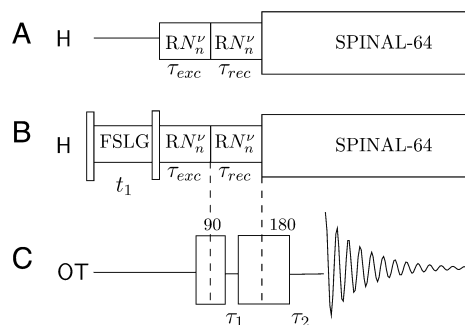 A H RN_n^ν RN_n^ν SPINAL-64
τ_exc τ_rec
B H FSLG RN_n^ν RN_n^ν SPINAL-64
t_1 τ_exc τ_rec
90 180
C OT
τ_1 τ_2